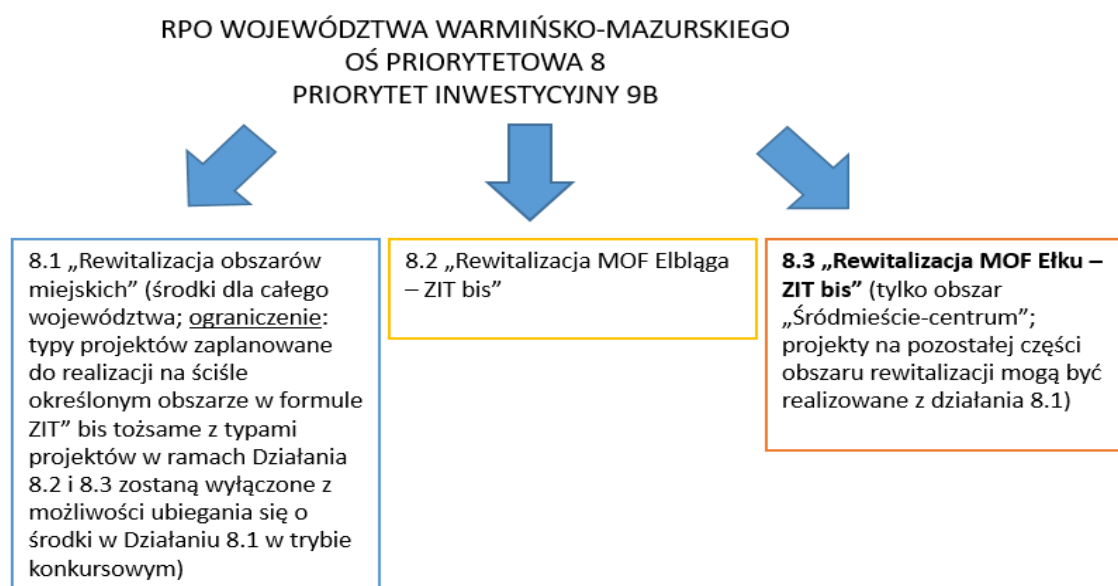 RPO WOJEWÓDZTWA WARMIŃSKO-MAZURSKIEGO
OŚ PRIORYTETOWA 8
PRIORYTET INWESTYCYJNY 9B
8.1 „Rewitalizacja obszarów
miejskich” (środki dla całego
województwa; ograniczenie:
typy projektów zaplanowane
do realizacji na ściśle
określonym obszarze w formule
ZIT” bis tożsame z typami
projektów w ramach Działania
8.2 i 8.3 zostaną wyłączone z
możliwości ubiegania się o
środki w Działaniu 8.1 w trybie
konkursowym)
8.2 „Rewitalizacja MOF Elbląga
– ZIT bis”
8.3 „Rewitalizacja MOF Ełku –
ZIT bis” (tylko obszar
„Śródmieście-centrum”;
projekty na pozostałej części
obszaru rewitalizacji mogą być
realizowane z działania 8.1)